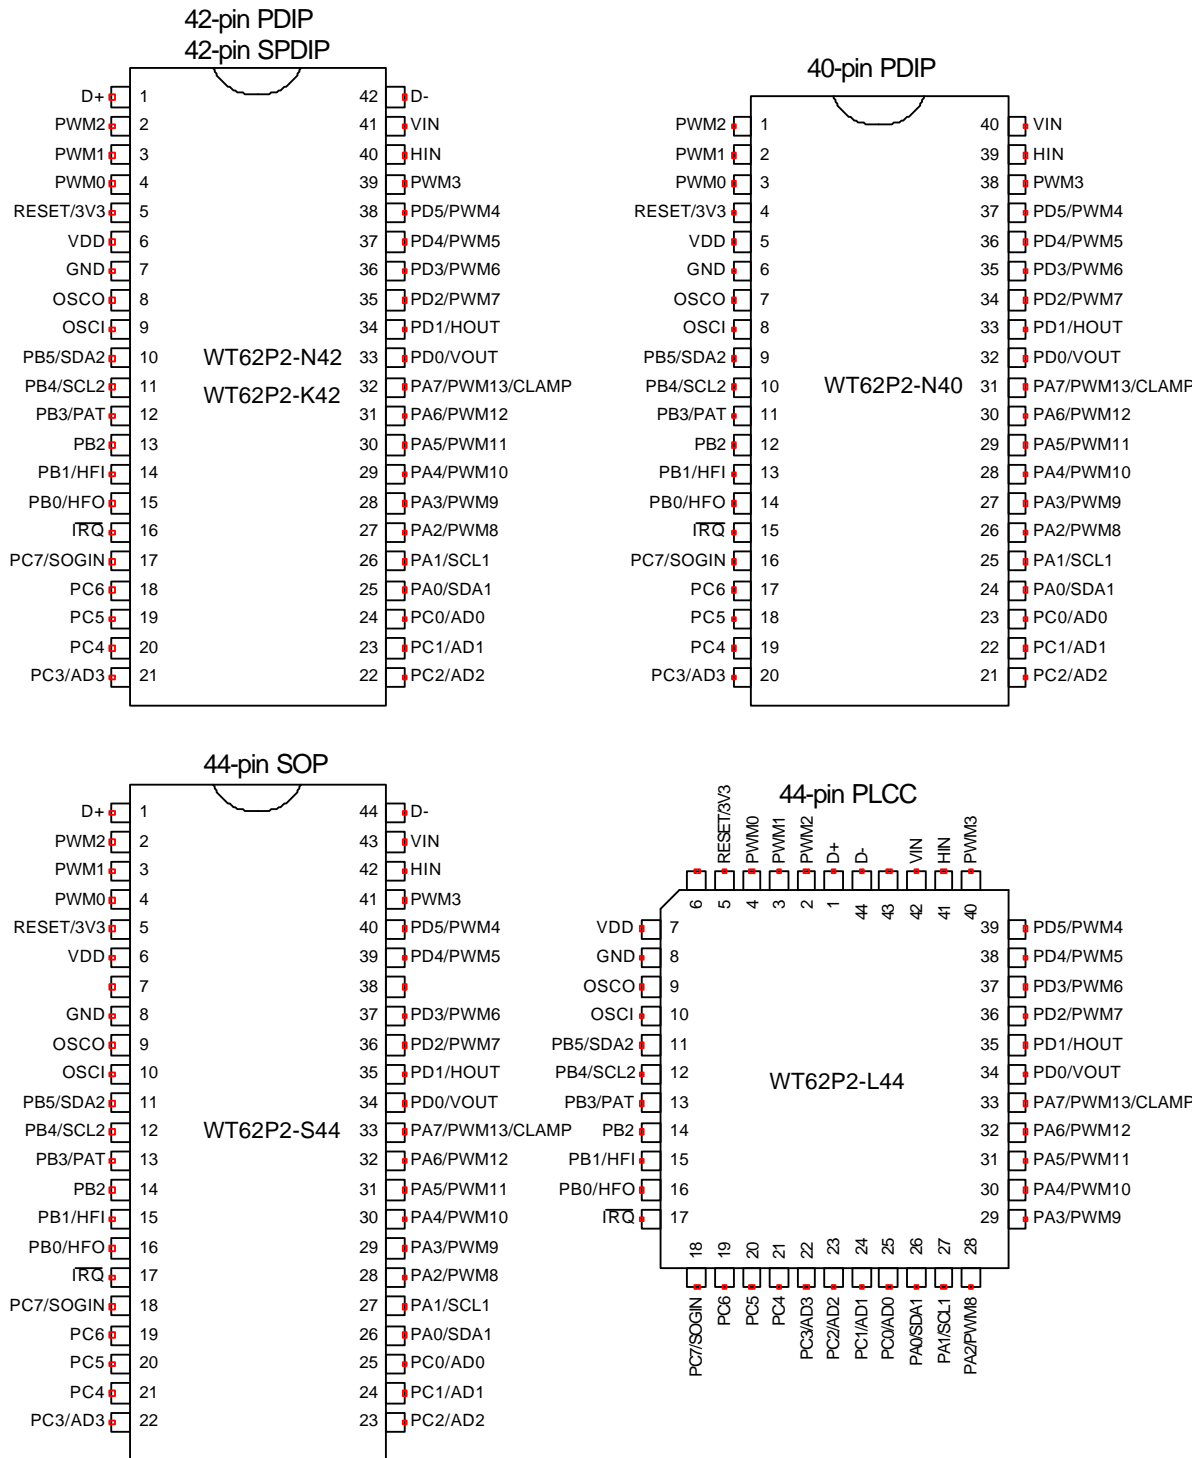 42-pin PDIP
42-pin SPDIP
D+ 1 42 D-
PWM2 2 41 VIN
PWM1 3 40 HIN
PWM0 4 39 PWM3
RESET/3V3 5 38 PD5/PWM4
VDD 6 37 PD4/PWM5
GND 7 36 PD3/PWM6
OSCO 8 35 PD2/PWM7
OSCI 9 34 PD1/HOUT
PB5/SDA2 10 WT62P2-N42 33 PD0/VOUT
PB4/SCL2 11 WT62P2-K42 32 PA7/PWM13/CLAMP
PB3/PAT 12 31 PA6/PWM12
PB2 13 30 PA5/PWM11
PB1/HFI 14 29 PA4/PWM10
PB0/HFO 15 28 PA3/PWM9
IRQ 16 27 PA2/PWM8
PC7/SOGIN 17 26 PA1/SCL1
PC6 18 25 PA0/SDA1
PC5 19 24 PC0/AD0
PC4 20 23 PC1/AD1
PC3/AD3 21 22 PC2/AD2
40-pin PDIP
PWM2 1 40 VIN
PWM1 2 39 HIN
PWM0 3 38 PWM3
RESET/3V3 4 37 PD5/PWM4
VDD 5 36 PD4/PWM5
GND 6 35 PD3/PWM6
OSCO 7 34 PD2/PWM7
OSCI 8 33 PD1/HOUT
PB5/SDA2 9 32 PD0/VOUT
PB4/SCL2 10 WT62P2-N40 31 PA7/PWM13/CLAMP
PB3/PAT 11 30 PA6/PWM12
PB2 12 29 PA5/PWM11
PB1/HFI 13 28 PA4/PWM10
PB0/HFO 14 27 PA3/PWM9
IRQ 15 26 PA2/PWM8
PC7/SOGIN 16 25 PA1/SCL1
PC6 17 24 PA0/SDA1
PC5 18 23 PC0/AD0
PC4 19 22 PC1/AD1
PC3/AD3 20 21 PC2/AD2
44-pin SOP
D+ 1 44 D-
PWM2 2 43 VIN
PWM1 3 42 HIN
PWM0 4 41 PWM3
RESET/3V3 5 40 PD5/PWM4
VDD 6 39 PD4/PWM5
7 38
GND 8 37 PD3/PWM6
OSCO 9 36 PD2/PWM7
OSCI 10 35 PD1/HOUT
PB5/SDA2 11 34 PD0/VOUT
PB4/SCL2 12 WT62P2-S44 33 PA7/PWM13/CLAMP
PB3/PAT 13 32 PA6/PWM12
PB2 14 31 PA5/PWM11
PB1/HFI 15 30 PA4/PWM10
PB0/HFO 16 29 PA3/PWM9
IRQ 17 28 PA2/PWM8
PC7/SOGIN 18 27 PA1/SCL1
PC6 19 26 PA0/SDA1
PC5 20 25 PC0/AD0
PC4 21 24 PC1/AD1
PC3/AD3 22 23 PC2/AD2
44-pin PLCC
RESET/3V3 PWM0 PWM1 PWM2 D+ D- VIN HIN PWM3
6 5 4 3 2 1 44 43 42 41 40
VDD 7 39 PD5/PWM4
GND 8 38 PD4/PWM5
OSCO 9 37 PD3/PWM6
OSCI 10 36 PD2/PWM7
PB5/SDA2 11 35 PD1/HOUT
PB4/SCL2 12 WT62P2-L44 34 PD0/VOUT
PB3/PAT 13 33 PA7/PWM13/CLAMP
PB2 14 32 PA6/PWM12
PB1/HFI 15 31 PA5/PWM11
PB0/HFO 16 30 PA4/PWM10
IRQ 17 29 PA3/PWM9
18 19 20 21 22 23 24 25 26 27 28
PC7/SOGIN PC6 PC5 PC4 PC3/AD3 PC2/AD2 PC1/AD1 PC0/AD0 PA0/SDA1 PA1/SCL1 PA2/PWM8